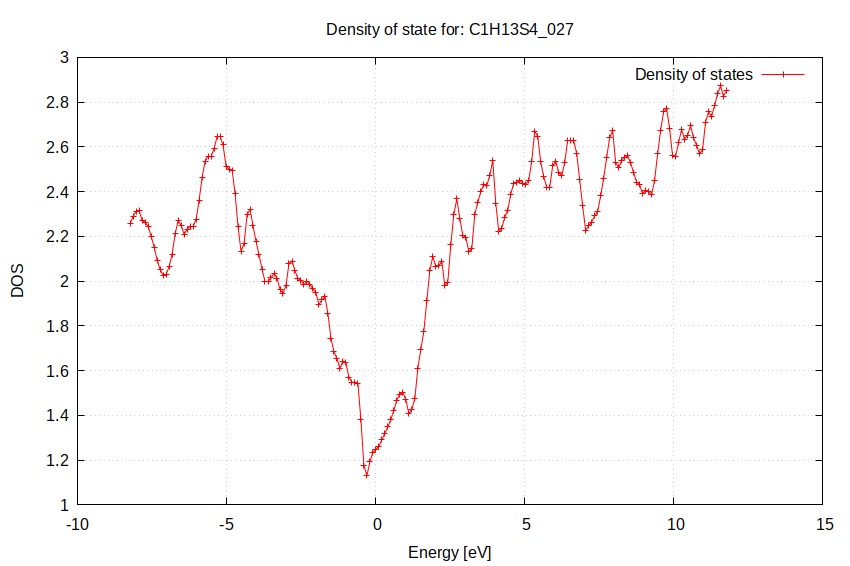 Density of state for: C1H13S4_027
Density of states
3
2.8
2.6
2.4
2.2
2
1.8
1.6
1.4
1.2
1
DOS
-10 -5 0 5 10 15
Energy [eV]